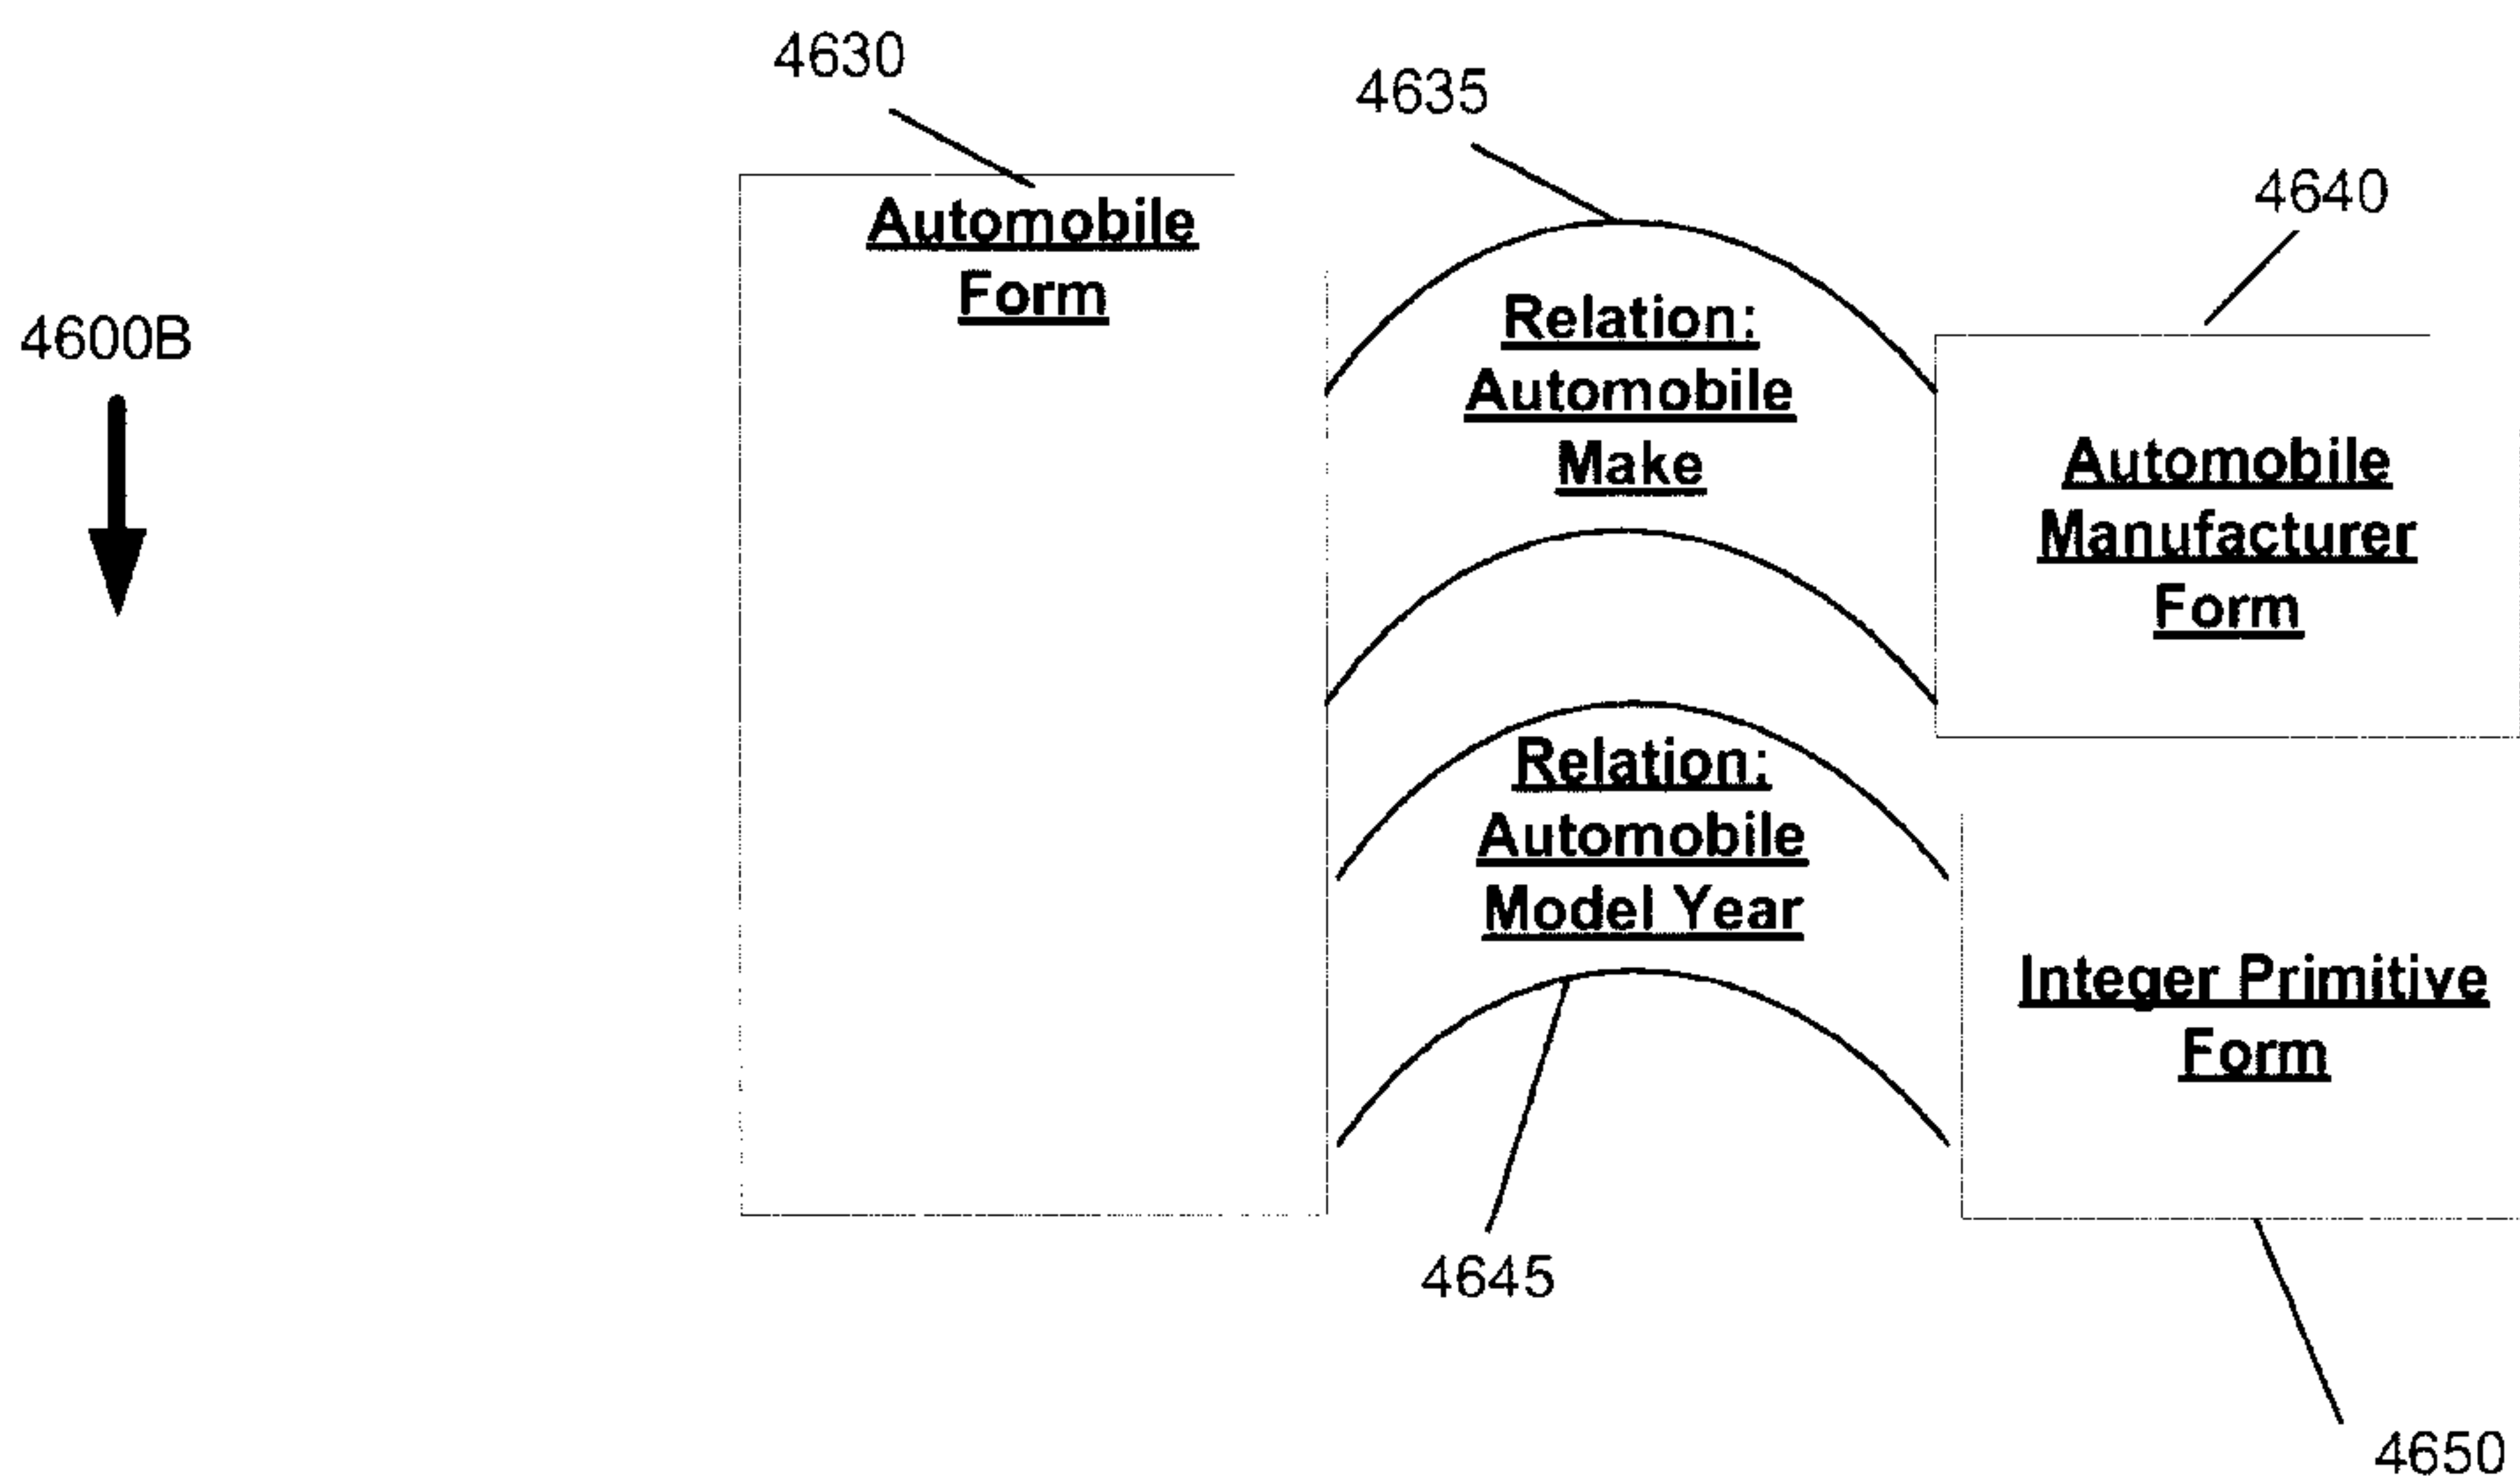 4630
4635
4640
4600B
Automobile
Form
Relation:
Automobile
Make
Automobile
Manufacturer
Form
Relation:
Automobile
Model Year
Integer Primitive
Form
4645
4650